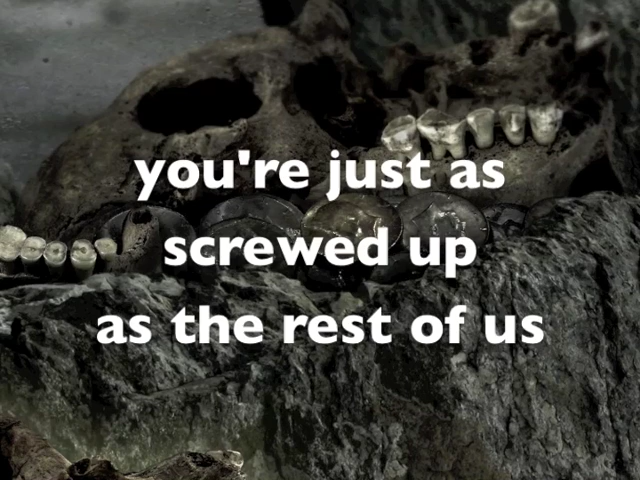 you're just as
screwed up
as the rest of us